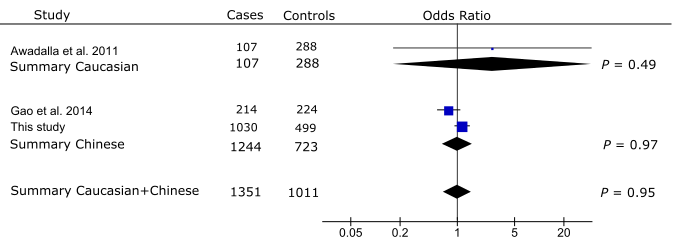 Study Cases Controls Odds Ratio
Awadalla et al. 2011 107 288
Summary Caucasian 107 288 P = 0.49
Gao et al. 2014 214 224
This study 1030 499
Summary Chinese 1244 723 P = 0.97
Summary Caucasian+Chinese 1351 1011 P = 0.95
0.05 0.2 1 5 20